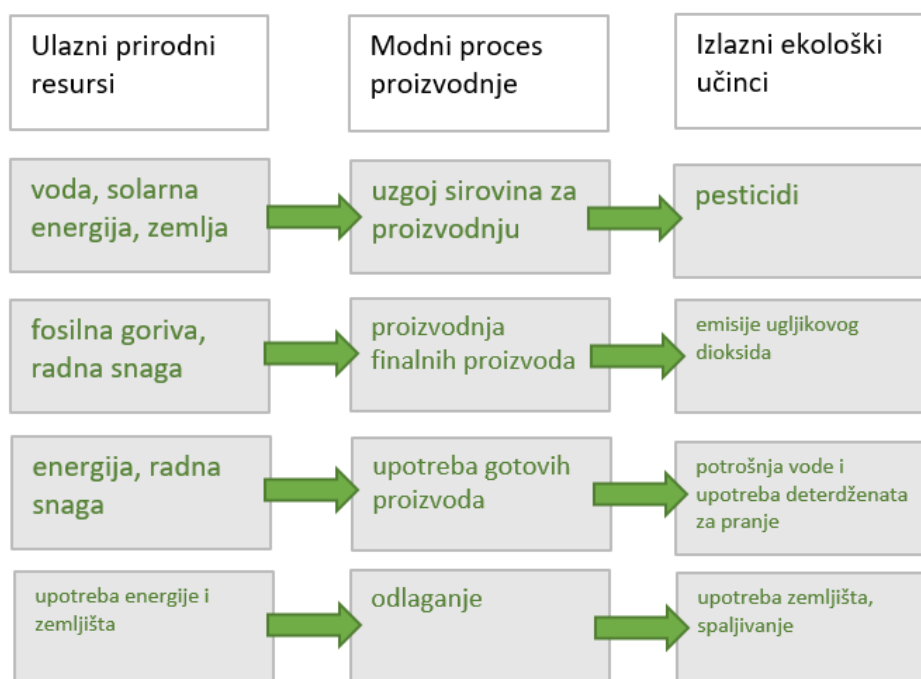 Ulazni prirodni
resursi
Modni proces
proizvodnje
Izlazni ekološki
učinci
voda, solarna
energija, zemlja
uzgoj sirovina za
proizvodnju
pesticidi
fosilna goriva,
radna snaga
proizvodnja
finalnih proizvoda
emisije ugljikovog
dioksida
energija, radna
snaga
upotreba gotovih
proizvoda
potrošnja vode i
upotreba deterdženata
za pranje
upotreba energije i
zemljišta
odlaganje
upotreba zemljišta,
spaljivanje